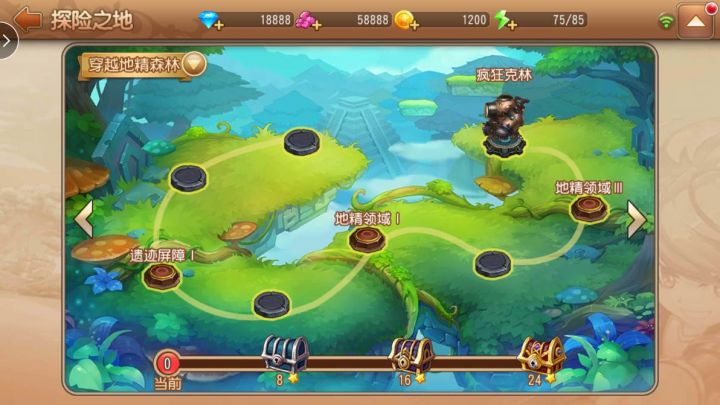 探险之地
18888
58888
1200
75/85
穿越地精森林
疯狂克林
地精领域Ⅲ
地精领域Ⅰ
遗迹屏障Ⅰ
0
当前
8
16
24